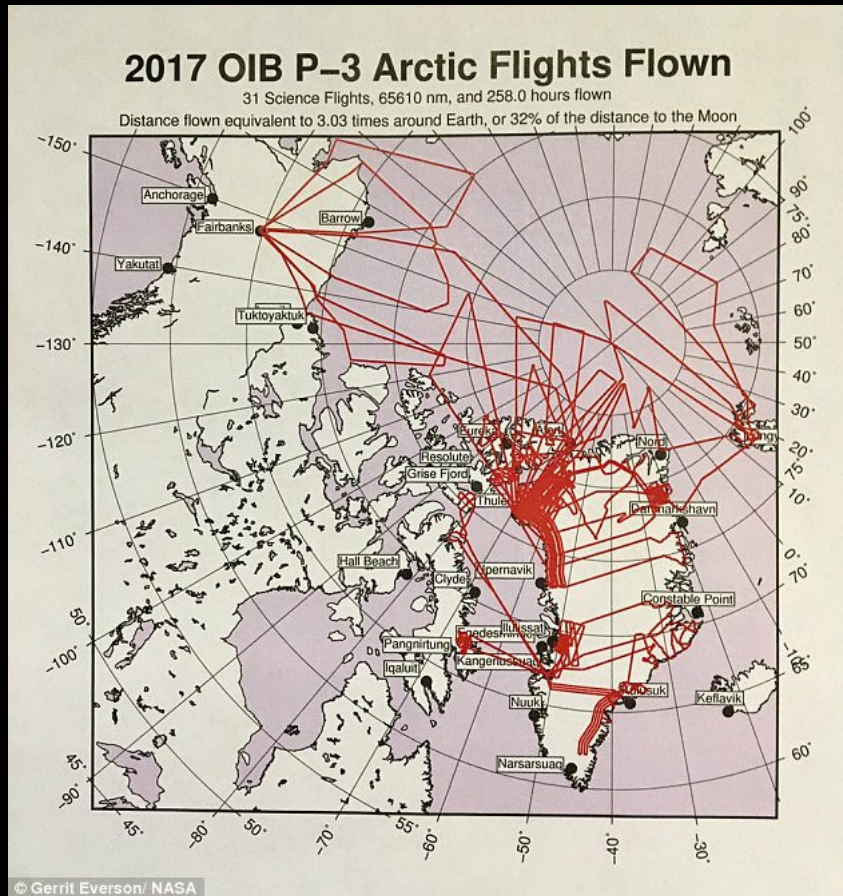 2017 OIB P–3 Arctic Flights Flown
31 Science Flights, 65610 nm, and 258.0 hours flown
Distance flown equivalent to 3.03 times around Earth, or 32% of the distance to the Moon
−150˚
100˚
Anchorage
90˚
Barrow
75˚
Fairbanks
80˚
−140˚
Yakutat
70˚
60˚
Tuktoyaktuk
−130˚
50˚
40˚
30˚
Eureka
−120˚
Nord
20˚
Resolute
75˚
Grise Fjord
10˚
Thule
Danmarkshavn
−110˚
0˚
Hall Beach
Upernavik
70˚
Clyde
Constable Point
50˚
Ilulissat
−100˚
Pangnirtung
Kangerlussuaq
65˚
Iqaluit
Nuuk
Keflavik
60˚
Narsarsuaq
45˚
−90˚
45˚
−80˚
50˚
−70˚
55˚
−60˚
−50˚
−40˚
−30˚
© Gerrit Everson/ NASA